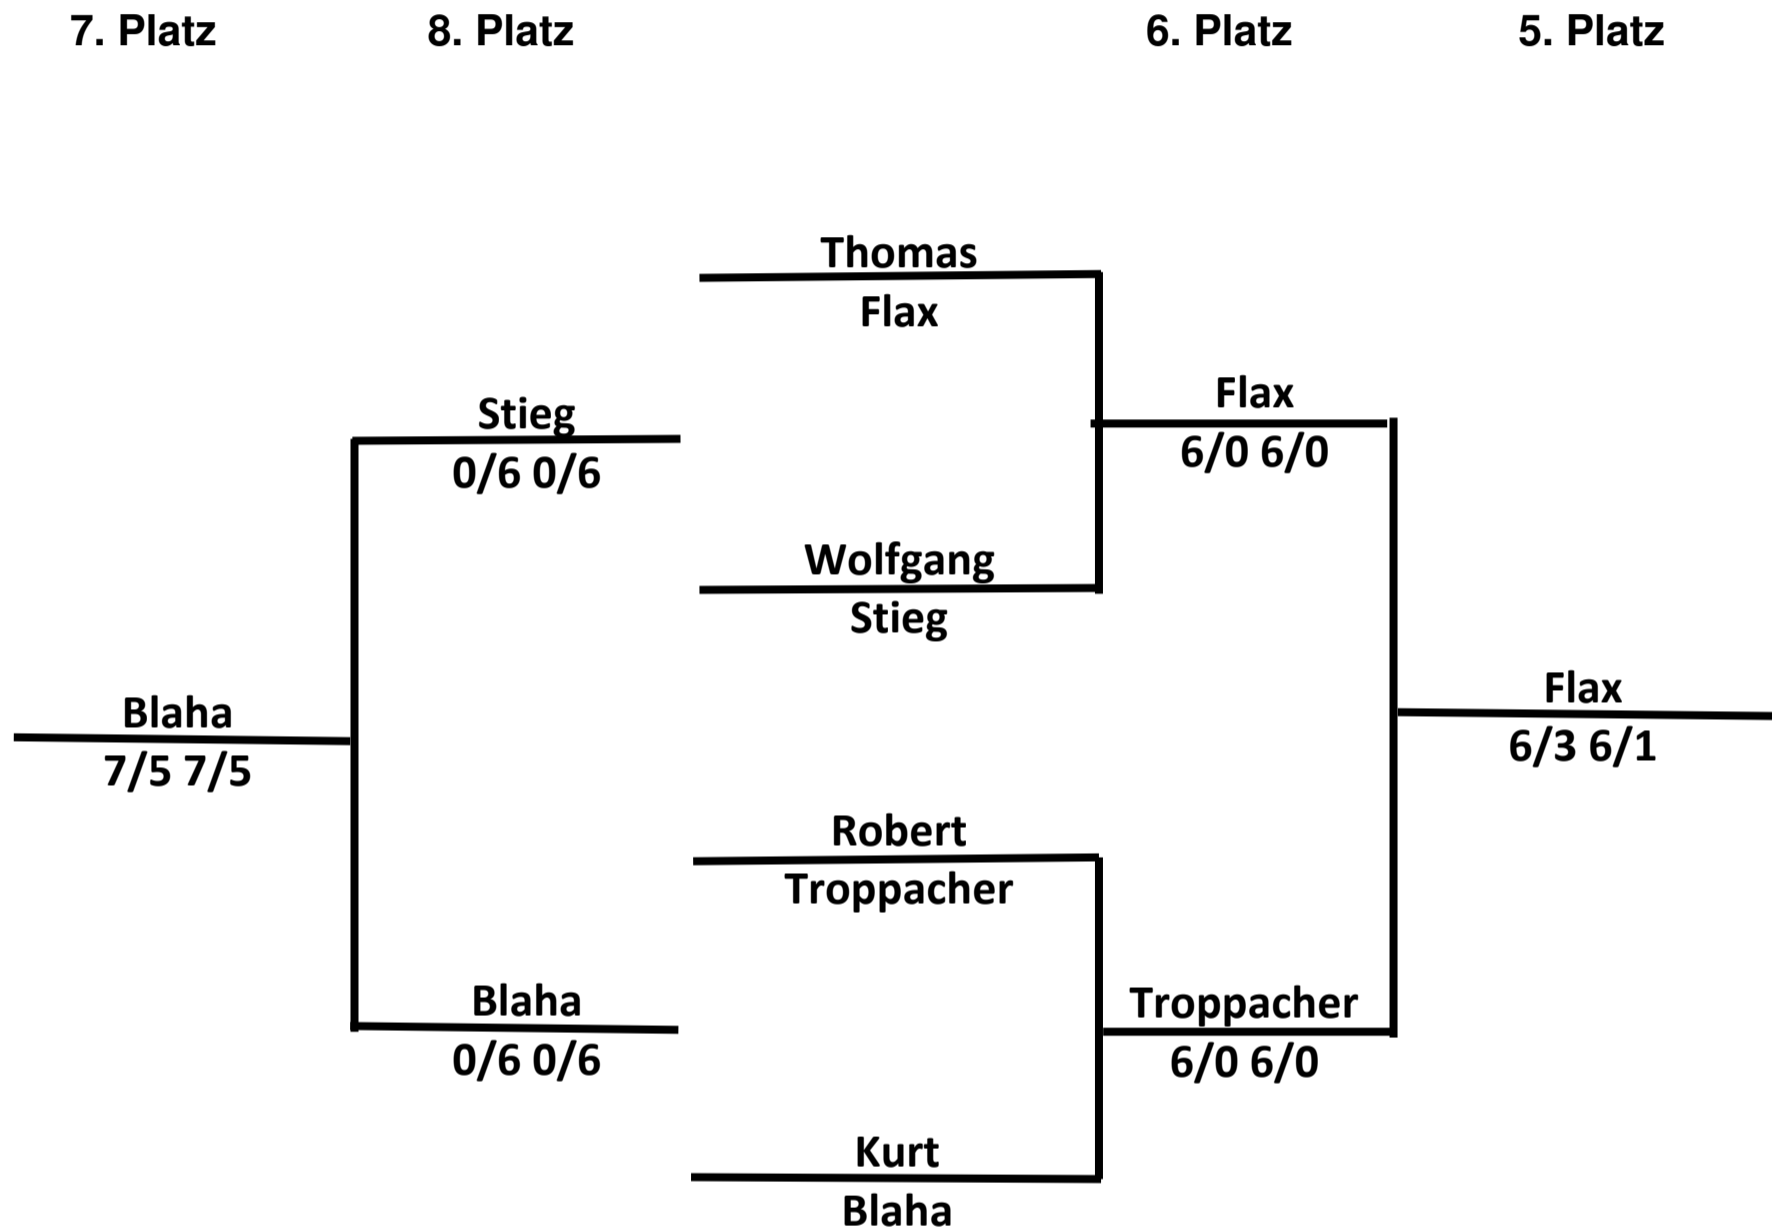 7. Platz 8. Platz 6. Platz 5. Platz
Thomas
Flax
Flax
6/0 6/0
Stieg
0/6 0/6
Wolfgang
Stieg
Flax
6/3 6/1
Blaha
7/5 7/5
Robert
Troppacher
Blaha
0/6 0/6
Troppacher
6/0 6/0
Kurt
Blaha